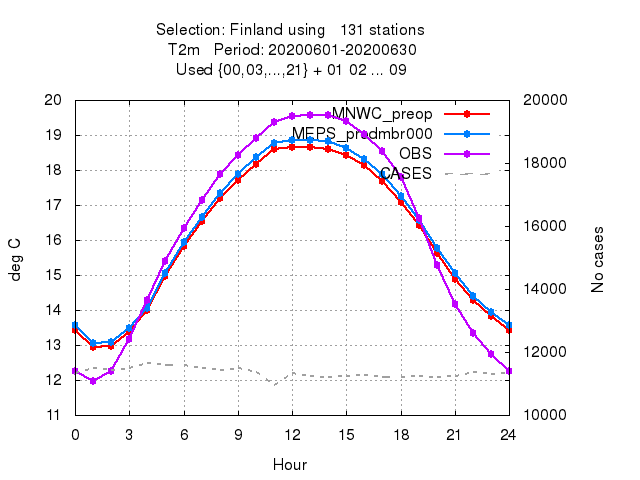 Selection: Finland using   131 stations
T2m   Period: 20200601-20200630
Used {00,03,...,21} + 01 02 ... 09
20 20000
MNWC_preop
19
MEPS_prodmbr000
OBS
18 18000
CASES
17
16 16000
15
14 14000
13
12 12000
11 10000
deg C
No cases
0 3 6 9 12 15 18 21 24
Hour